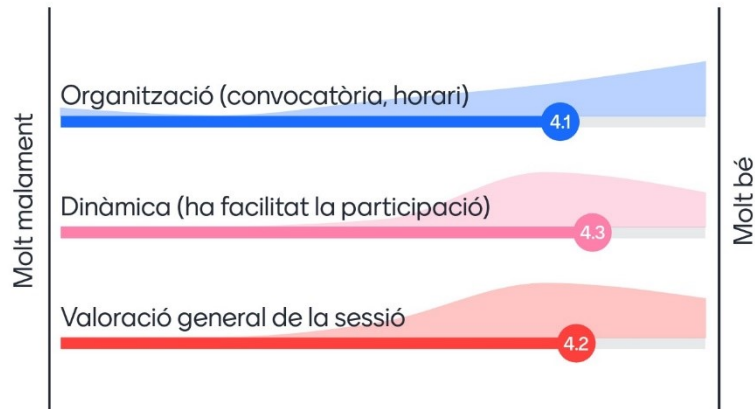 Molt malament
Organització (convocatòria, horari)
4.1
Dinàmica (ha facilitat la participació)
4.3
Valoració general de la sessió
4.2
Molt bé